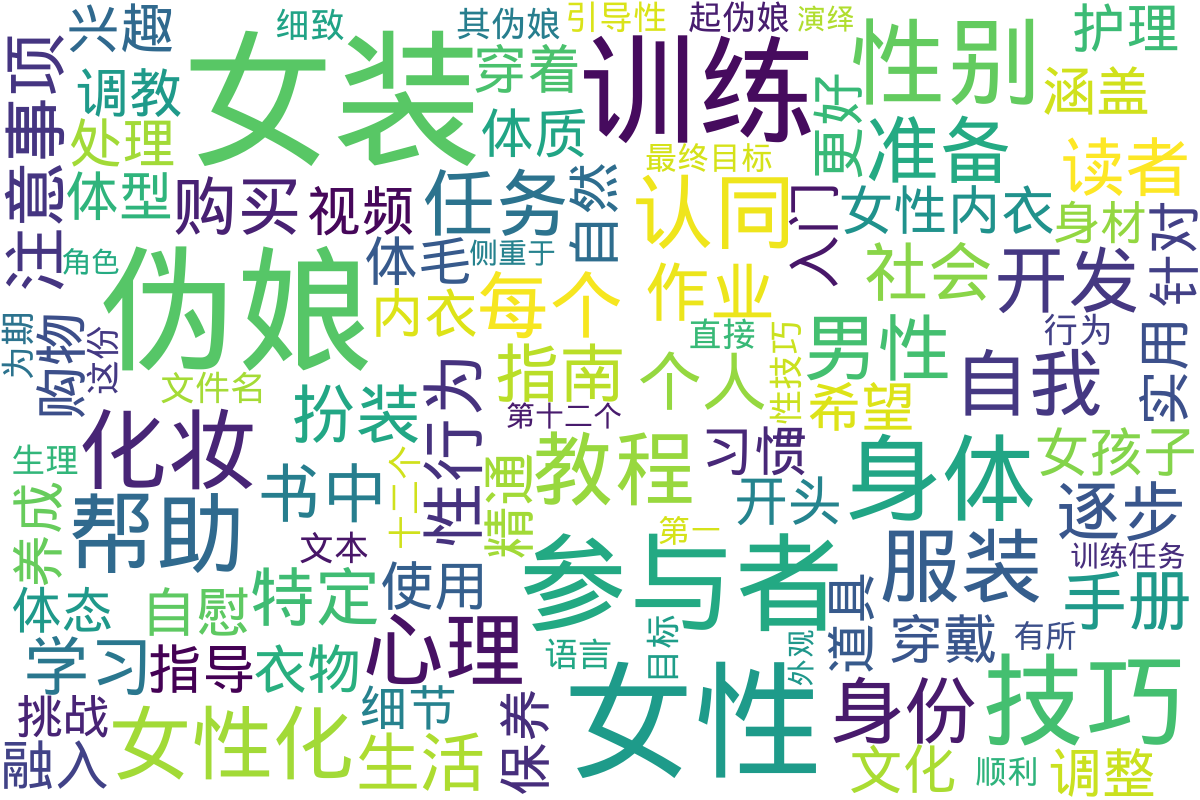 兴趣
细致
其伪娘
引导性
起伪娘
演绎
护理
注意事项
调教
女装
穿着
训练
更好
性别
涵盖
处理
体质
准备
读者
体型
购买
视频
任务
自然
最终目标
认同
入门
女性内衣
身材
针对
角色
伪娘
体毛
侧重于
内衣
每个
作业
社会
开发
为期
购物
这份
文件名
指南
直接
性技巧
男性
行为
实用
扮装
性行为
第十二个
个人
希望
自我
化妆
生理
书中
十二个
精通
教程
习惯
身体
女孩子
养成
帮助
文本
第一
开头
逐步
体态
自慰
特定
使用
参与者
服装
训练任务
手册
学习
指导
衣物
心理
语言
目标
外观
道具
穿戴
有所
挑战
融入
女性化
细节
生活
保养
女性
身份
技巧
文化
顺利
调整